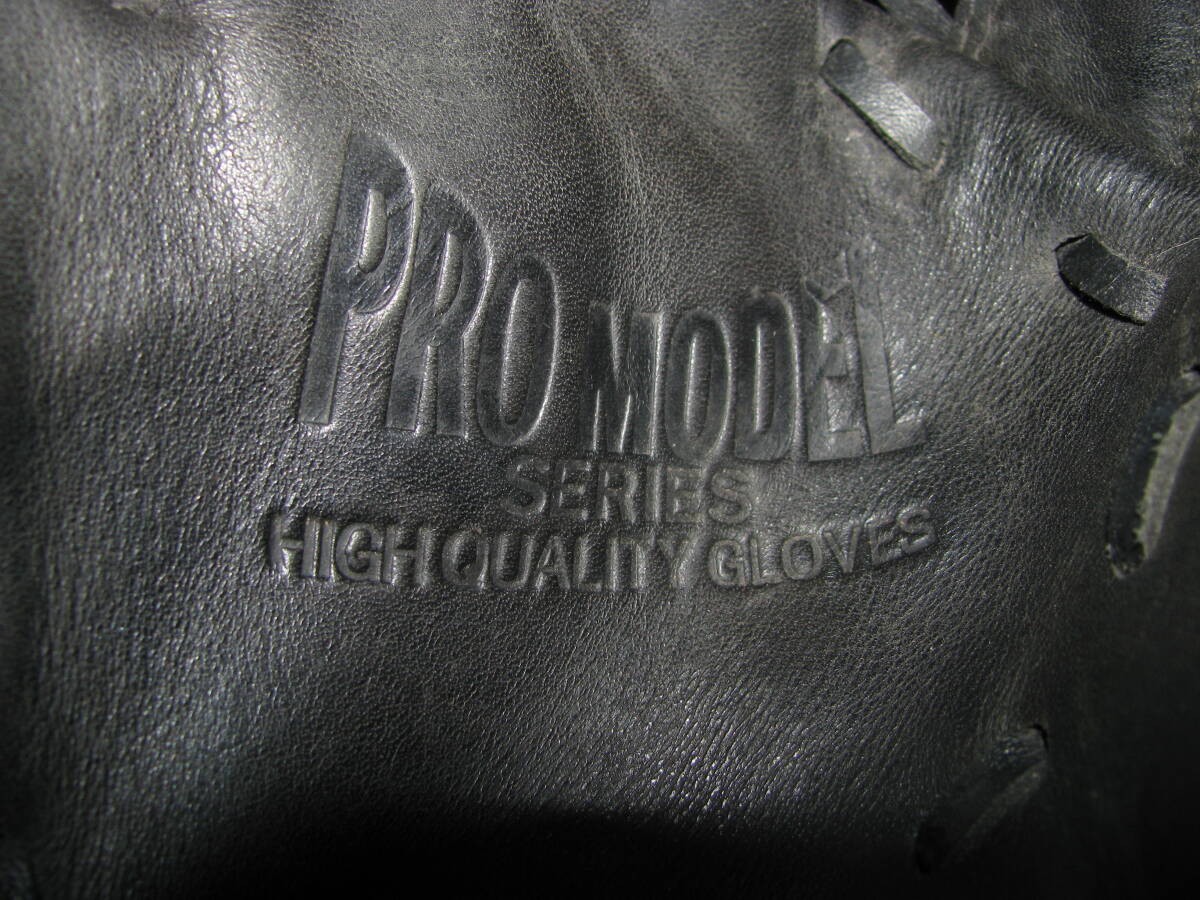 PRO MODEL
SERIES
HIGH QUALITY GLOVES